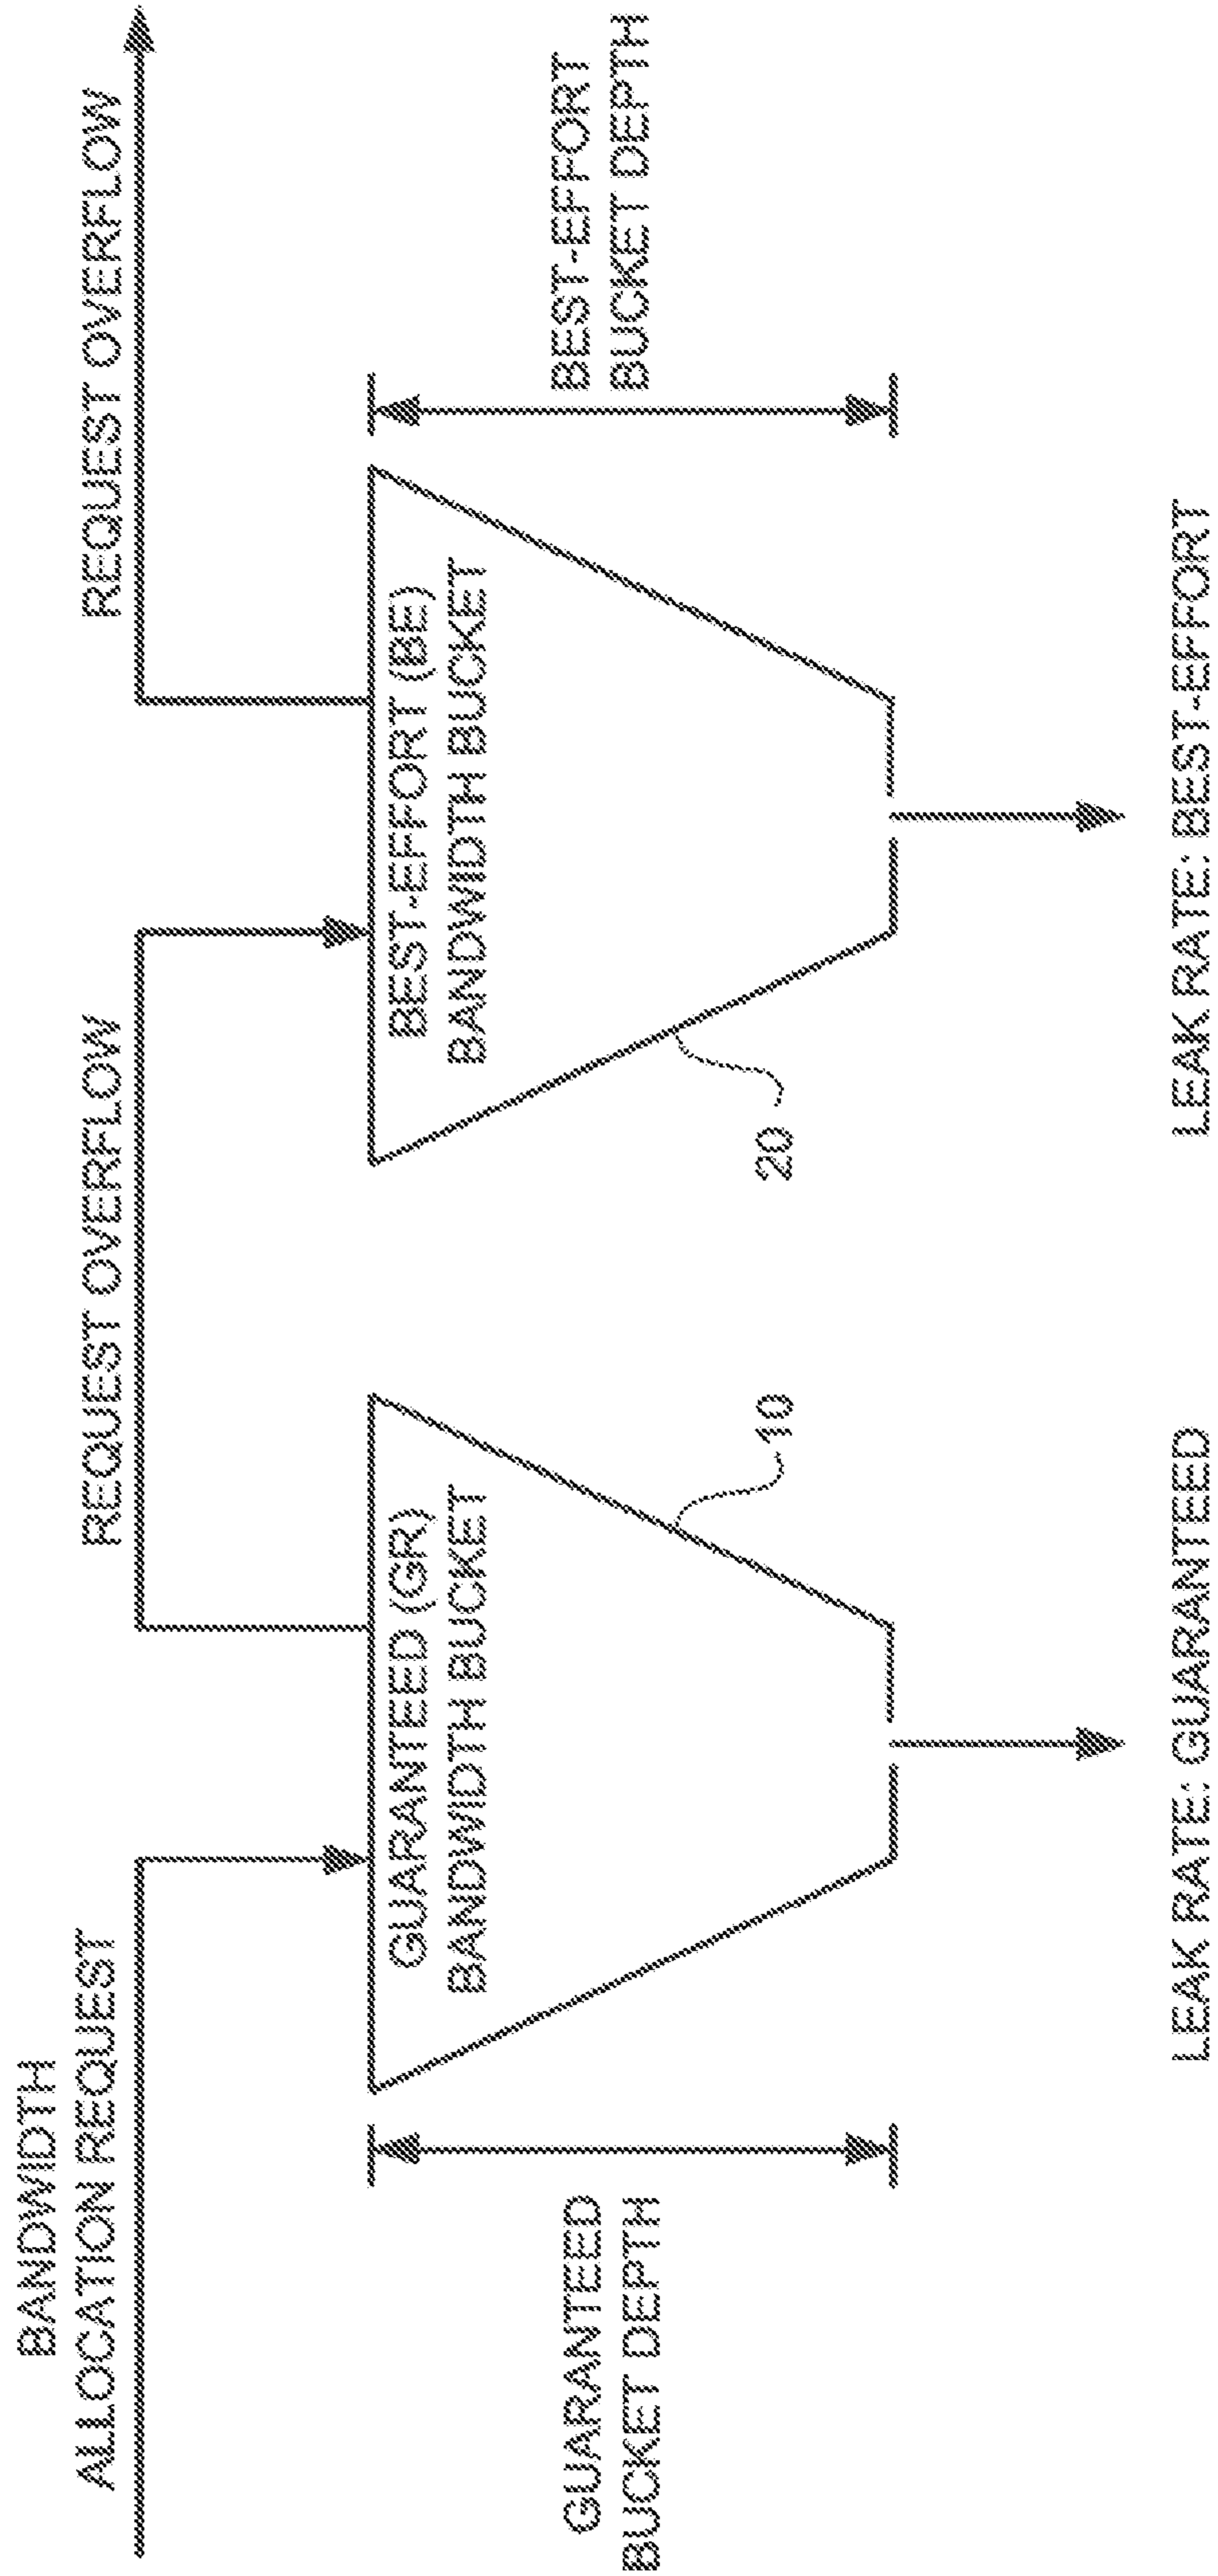 BANDWIDTH
ALLOCATION REQUEST
REQUEST OVERFLOW
REQUEST OVERFLOW
GUARANTEED (GR)
BANDWIDTH BUCKET
BEST-EFFORT (BE)
BANDWIDTH BUCKET
GUARANTEED
BUCKET DEPTH
BEST-EFFORT
BUCKET DEPTH
10
20
LEAK RATE: GUARANTEED
LEAK RATE: BEST-EFFORT